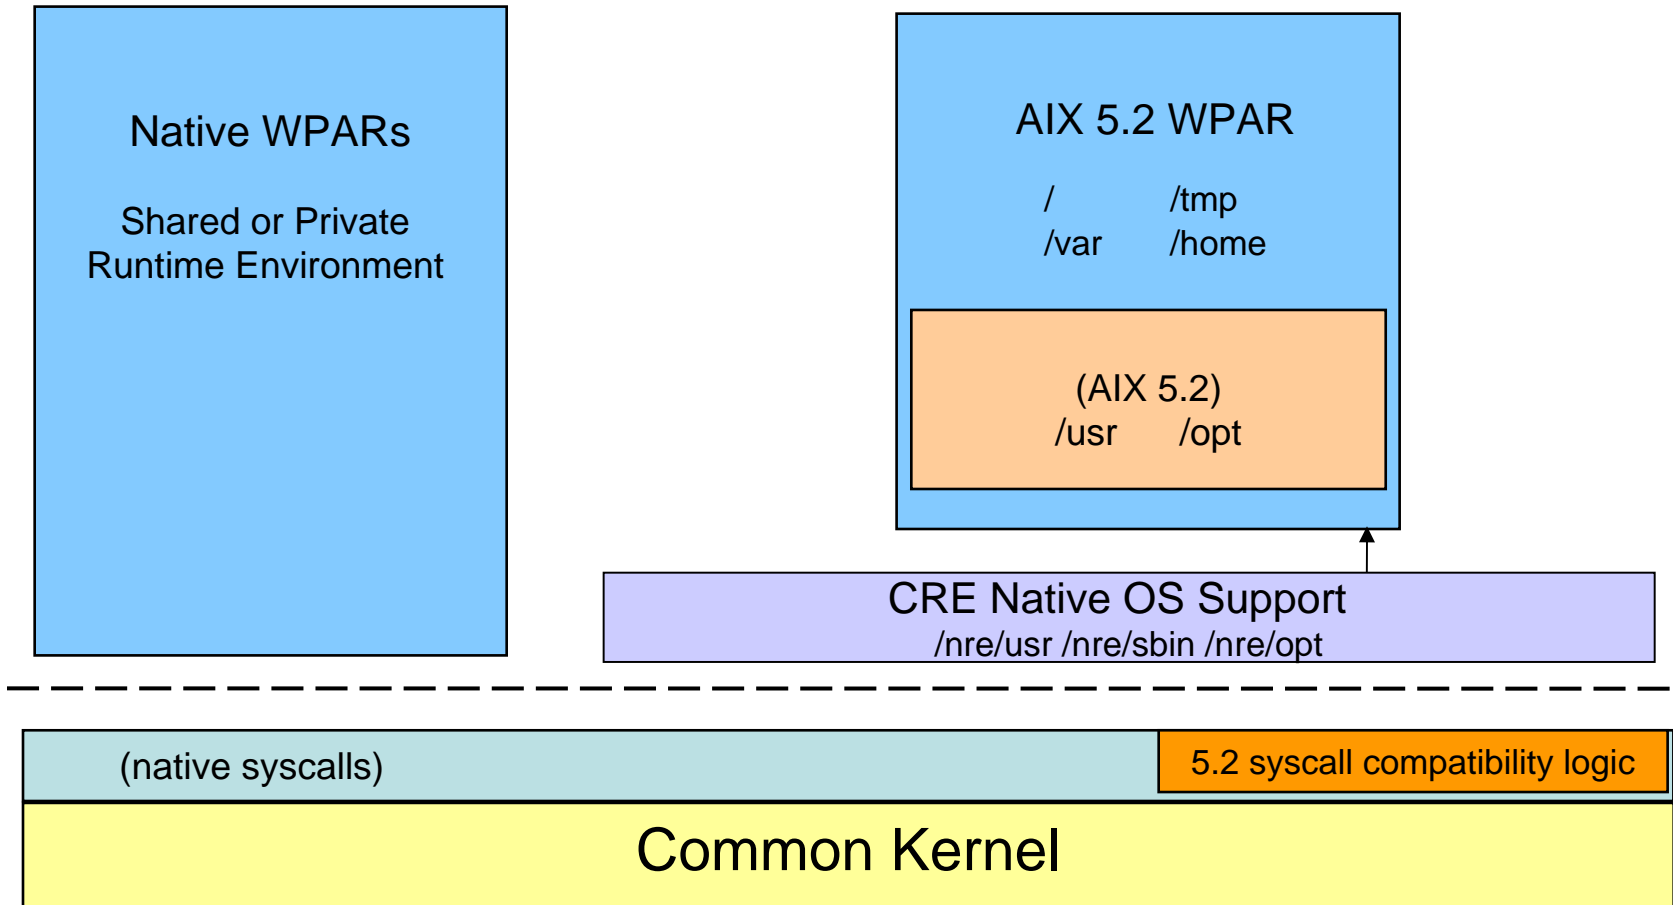 Native WPARs
Shared or Private
Runtime Environment
AIX 5.2 WPAR
/ /tmp
/var /home
(AIX 5.2)
/usr /opt
CRE Native OS Support
/nre/usr /nre/sbin /nre/opt
(native syscalls)
5.2 syscall compatibility logic
Common Kernel